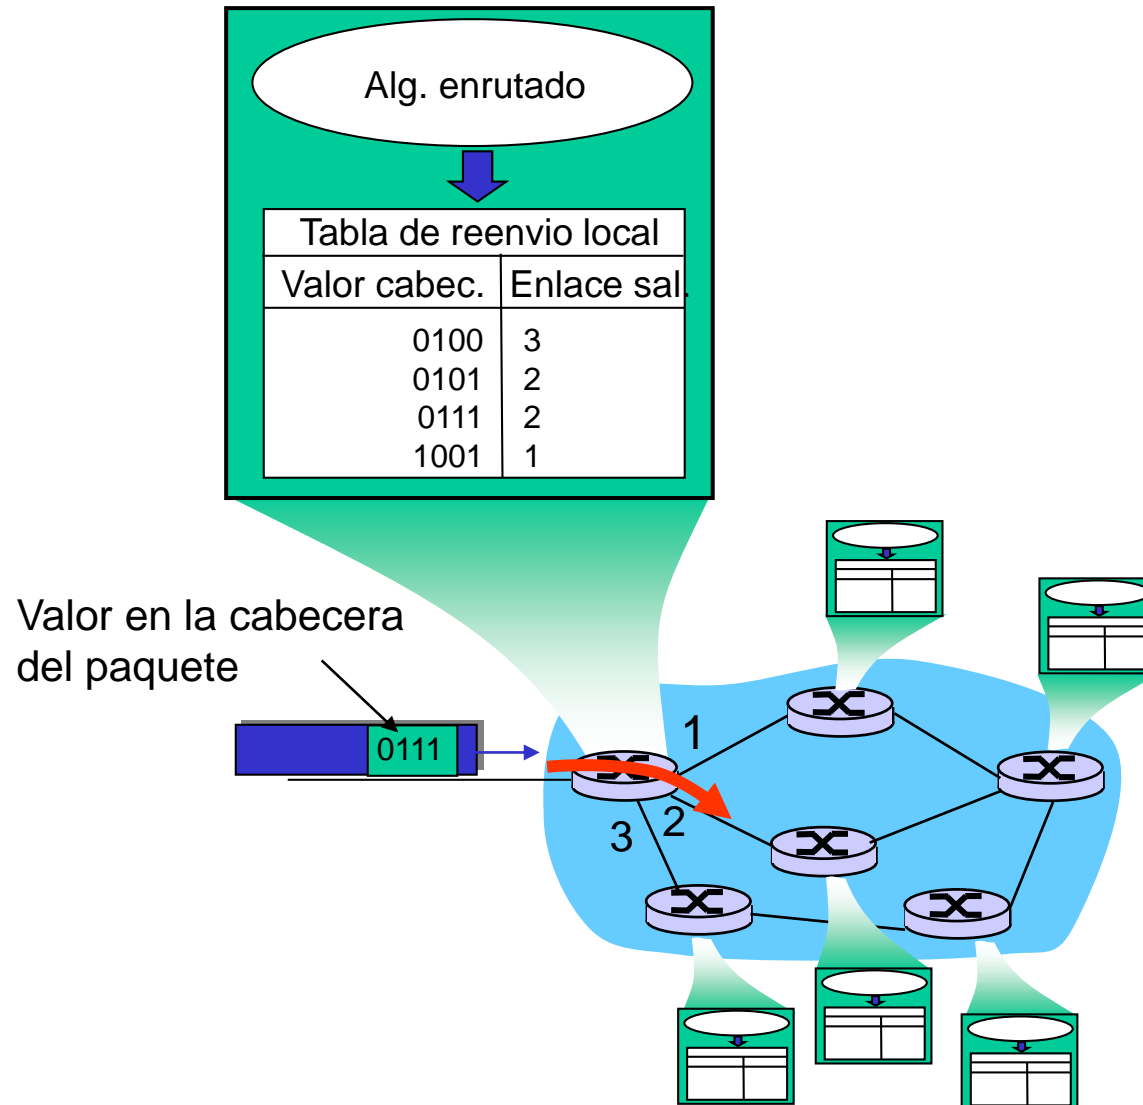 Alg. enrutado
Tabla de reenvio local
Valor cabec. Enlace sal.
0100 3
0101 2
0111 2
1001 1
Valor en la cabecera
del paquete
0111
1
2
3